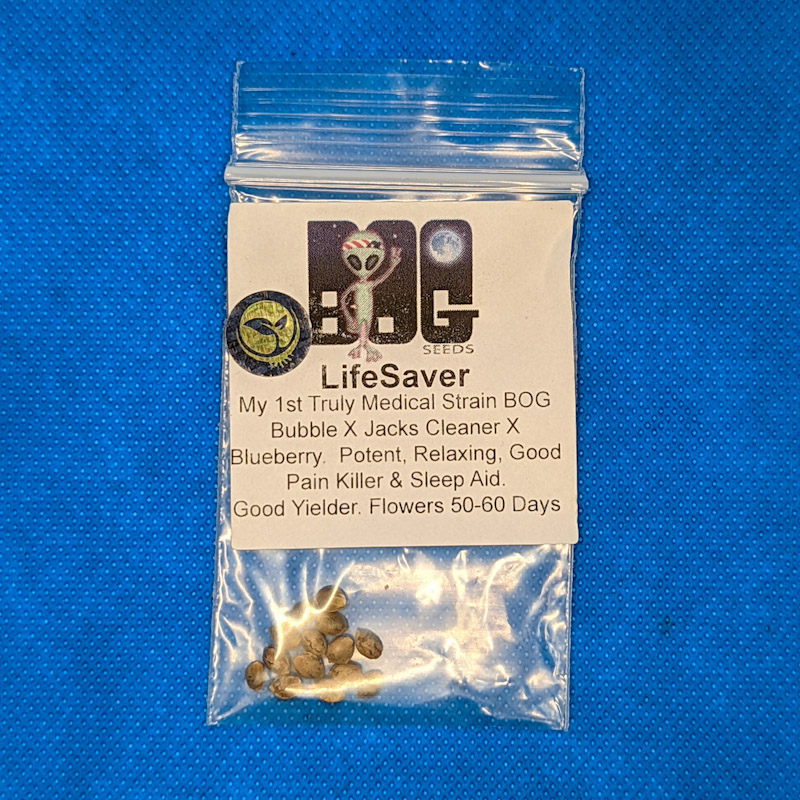 BOG
SEEDS
LifeSaver
My 1st Truly Medical Strain BOG
Bubble X Jacks Cleaner X
Blueberry. Potent, Relaxing, Good
Pain Killer & Sleep Aid.
Good Yielder. Flowers 50-60 Days